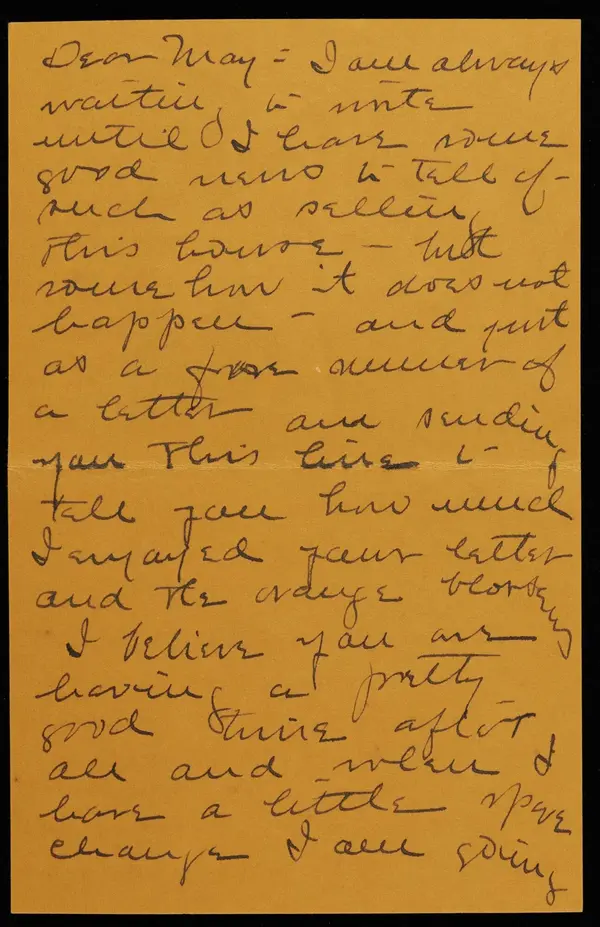 Dear May = I am always
waiting to write
until I have some
good news to tell of -
such as selling
this house - but
somehow it does not
happen - and just
as a fore runner of
a letter am sending
you this line to
tell you how much
I enjoyed your letter
and the orange blossoms
I believe you are
having a pretty
good time after
all and when I
have a little spare
change I am going